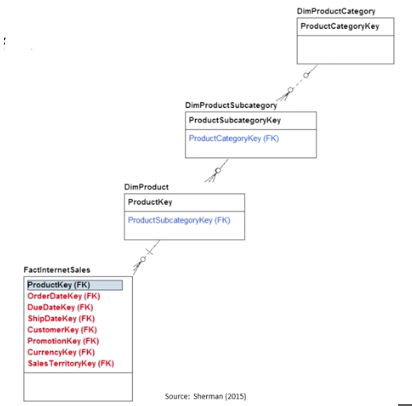 DimProductCategory
ProductCategoryKey
DimProductSubcategory
ProductSubcategoryKey
ProductCategoryKey (FK)
DimProduct
ProductKey
ProductSubcategoryKey (FK)
FactInternetSales
ProductKey (FK)
OrderDateKey (FK)
DueDateKey (FK)
ShipDateKey (FK)
CustomerKey (FK)
PromotionKey (FK)
CurrencyKey (FK)
SalesTerritoryKey (FK)
Source: Sherman (2015)